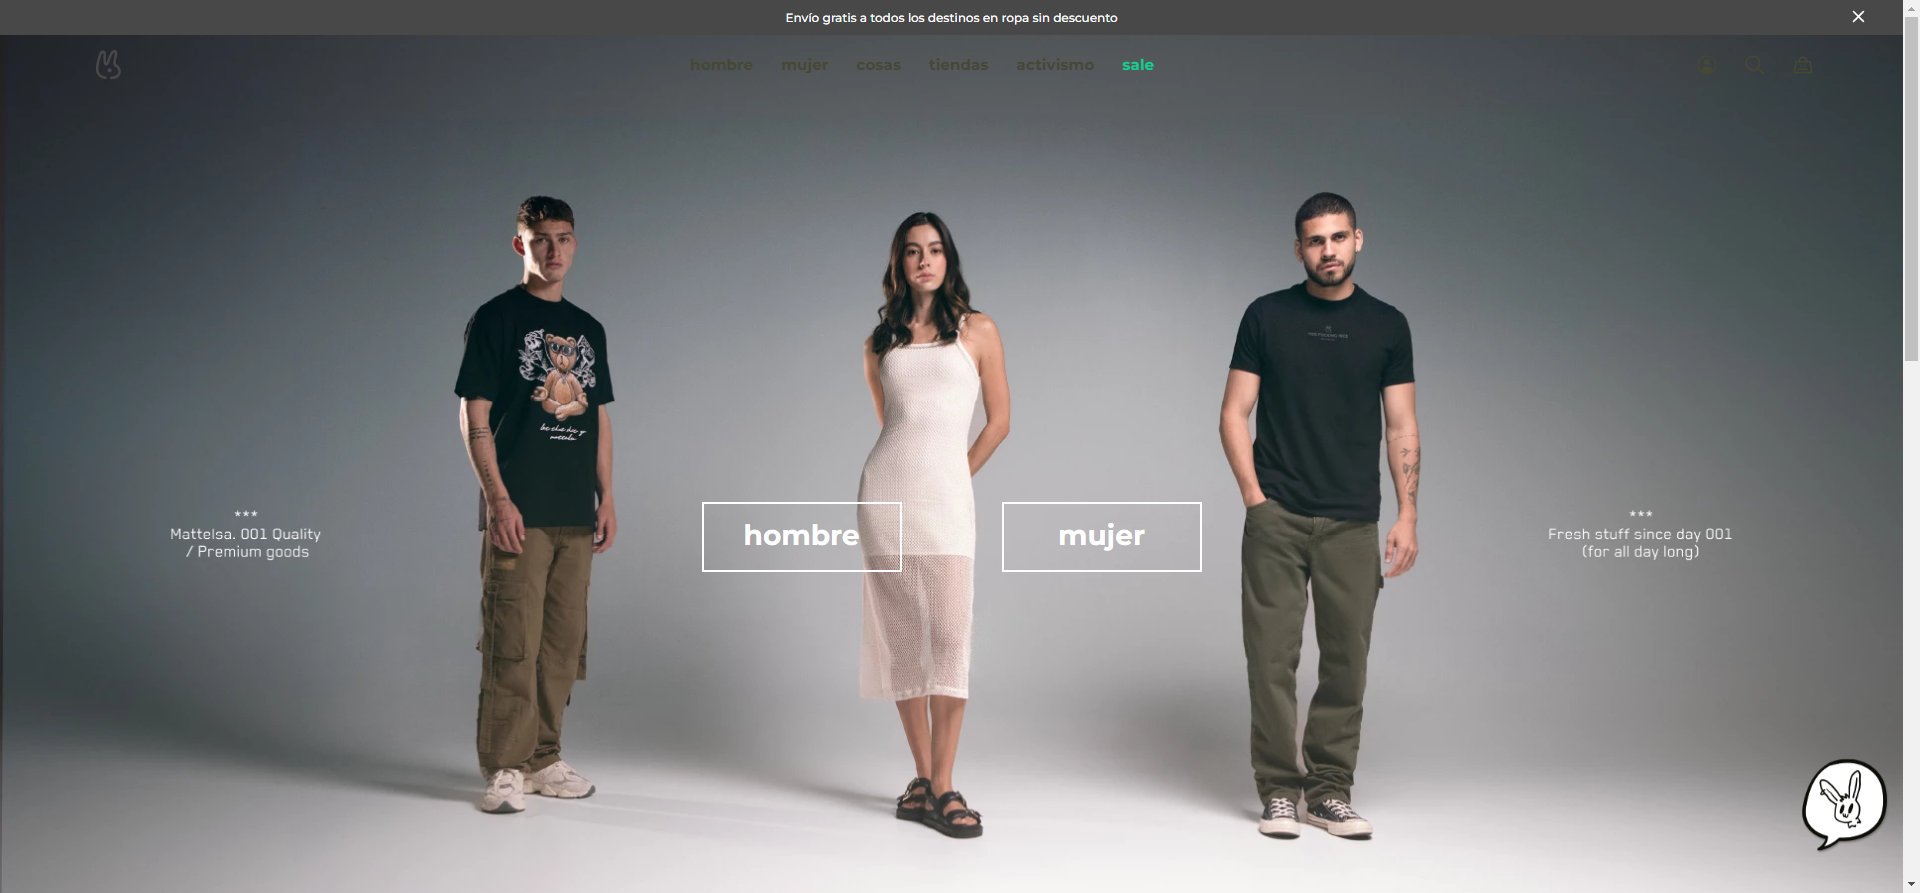 Envío gratis a todos los destinos en ropa sin descuento
hombre mujer cosas tiendas activismo sale
hombre
mujer
***
Mattelsa. 001 Quality
/ Premium goods
***
Fresh stuff since day 001
(for all day long)